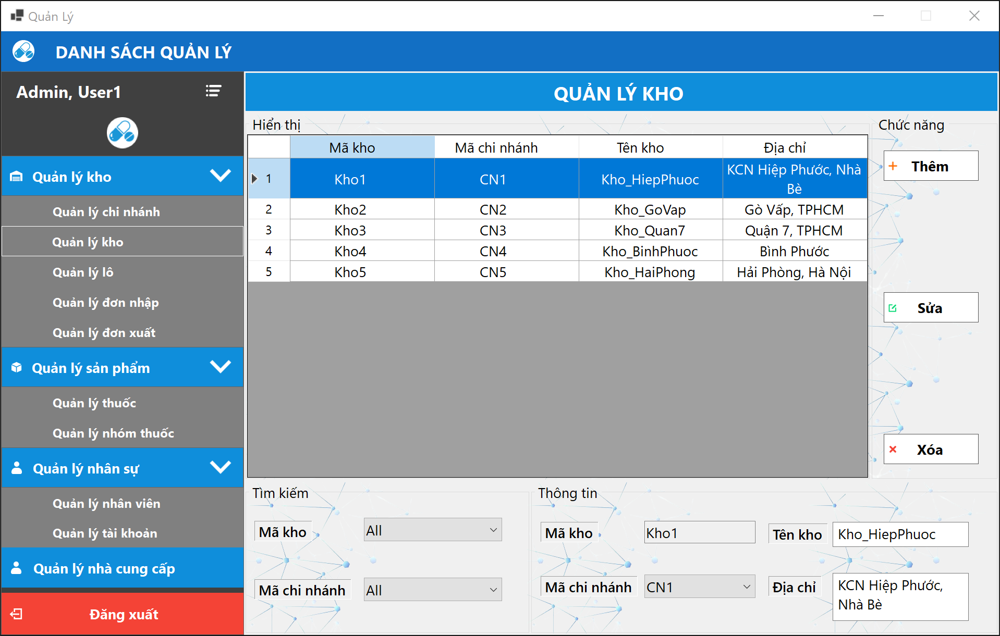 Quản Lý
DANH SÁCH QUẢN LÝ
Admin, User1
Quản lý kho
Quản lý chi nhánh
Quản lý kho
Quản lý lô
Quản lý đơn nhập
Quản lý đơn xuất
Quản lý sản phẩm
Quản lý thuốc
Quản lý nhóm thuốc
Quản lý nhân sự
Quản lý nhân viên
Quản lý tài khoản
Quản lý nhà cung cấp
Đăng xuất
QUẢN LÝ KHO
Hiển thị
Mã kho Mã chi nhánh Tên kho Địa chỉ
1 Kho1 CN1 Kho_HiepPhuoc KCN Hiệp Phước, Nhà
Bè
2 Kho2 CN2 Kho_GoVap Gò Vấp, TPHCM
3 Kho3 CN3 Kho_Quan7 Quận 7, TPHCM
4 Kho4 CN4 Kho_BinhPhuoc Bình Phước
5 Kho5 CN5 Kho_HaiPhong Hải Phòng, Hà Nội
Chức năng
Thêm
Sửa
Xóa
Tìm kiếm
Mã kho All
Mã chi nhánh All
Thông tin
Mã kho Kho1 Tên kho Kho_HiepPhuoc
Mã chi nhánh CN1 Địa chỉ KCN Hiệp Phước,
Nhà Bè